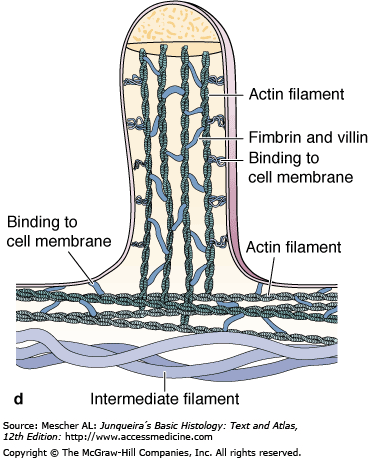 Actin filament
Fimbrin and villin
Binding to
cell membrane
Binding to
cell membrane
Actin filament
d
Intermediate filament
Source: Mescher AL: Junqueira´s Basic Histology: Text and Atlas,
12th Edition: http://www.accessmedicine.com
Copyright © The McGraw-Hill Companies, Inc. All rights reserved.